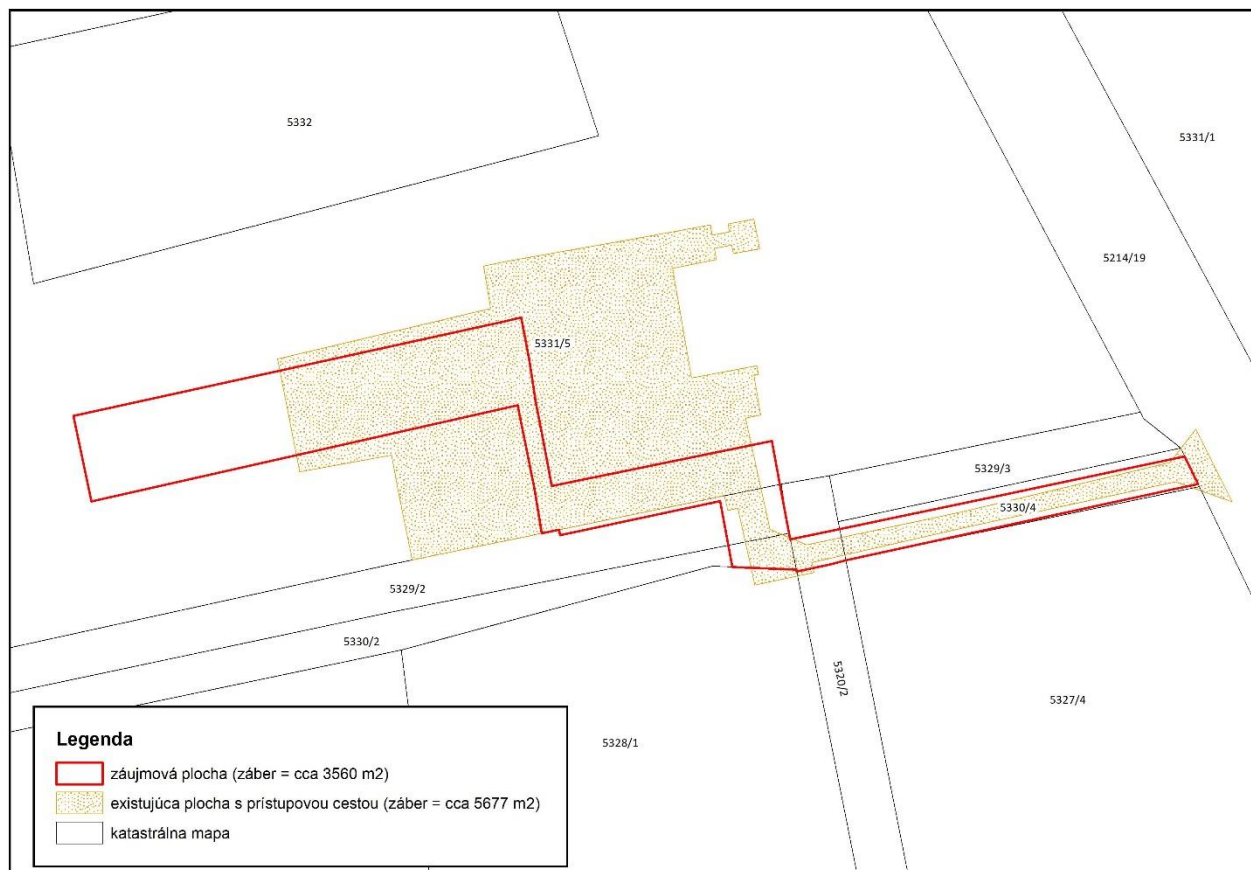 5332
5331/1
5214/19
5331/5
5329/3
5330/4
5329/2
5330/2
5320/2
5327/4
5328/1
Legenda
záujmová plocha (záber = cca 3560 m2)
existujúca plocha s prístupovou cestou (záber = cca 5677 m2)
katastrálna mapa